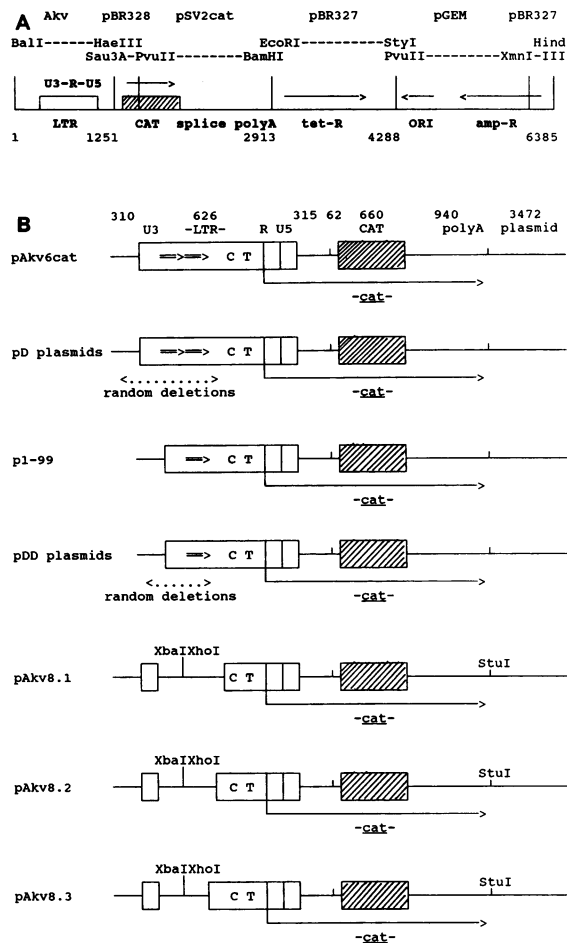 A
Akv pBR328 pSV2cat pBR327 pGEM pBR327
BalI------HaeIII EcoRI------StyI Hind
Sau3A-PvuII--------BamHI PvuII----------XmnI-III
U3-R-U5
LTR CAT splice polyA tet-R ORI amp-R
1 1251 2913 4288 6385
B
310 626 315 62 660 940 3472
U3 -LTR- R U5 CAT polyA plasmid
pAkv6cat C T
-cat-
pD plasmids C T
<..........>
random deletions -cat-
p1-99 C T
-cat-
pDD plasmids C T
<......>
random deletions -cat-
XbaIXhoI StuI
pAkv8.1 C T
-cat-
XbaIXhoI StuI
pAkv8.2 C T
-cat-
XbaIXhoI StuI
pAkv8.3 C T
-cat-